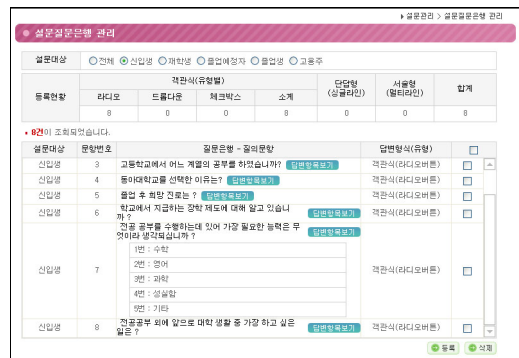 ▸ 설문관리 > 설문질문은행 관리
설문질문은행 관리
설문대상 전체 신입생 재학생 졸업예정자 졸업생 고용주
등록현황 객관식(유형별) 단답형(싱글라인) 서술형(멀티라인) 합계
라디오 드롭다운 체크박스 소계
8 0 0 8 0 0 8
• 8건이 조회되었습니다.
설문대상 문항번호 질문은행 - 질의문항 답변형식(유형)
신입생 3 고등학교에서 어느 계열의 공부를 하였습니까? 답변항목보기 객관식(라디오버튼)
신입생 4 동아대학교를 선택한 이유는? 답변항목보기 객관식(라디오버튼)
신입생 5 졸업 후 희망 진로는 ? 답변항목보기 객관식(라디오버튼)
신입생 6 학교에서 지급하는 장학 제도에 대해 알고 있습니까 ? 답변항목보기 객관식(라디오버튼)
신입생 7 전공 공부를 수행하는데 있어 가장 필요한 능력은 무엇이라 생각되십니까 ? 답변항목보기 객관식(라디오버튼)
1번 : 수학
2번 : 영어
3번 : 과학
4번 : 성실함
5번 : 기타
신입생 8 전공공부 외에 앞으로 대학 생활 중 가장 하고 싶은 일은 ? 답변항목보기 객관식(라디오버튼)
등록 삭제